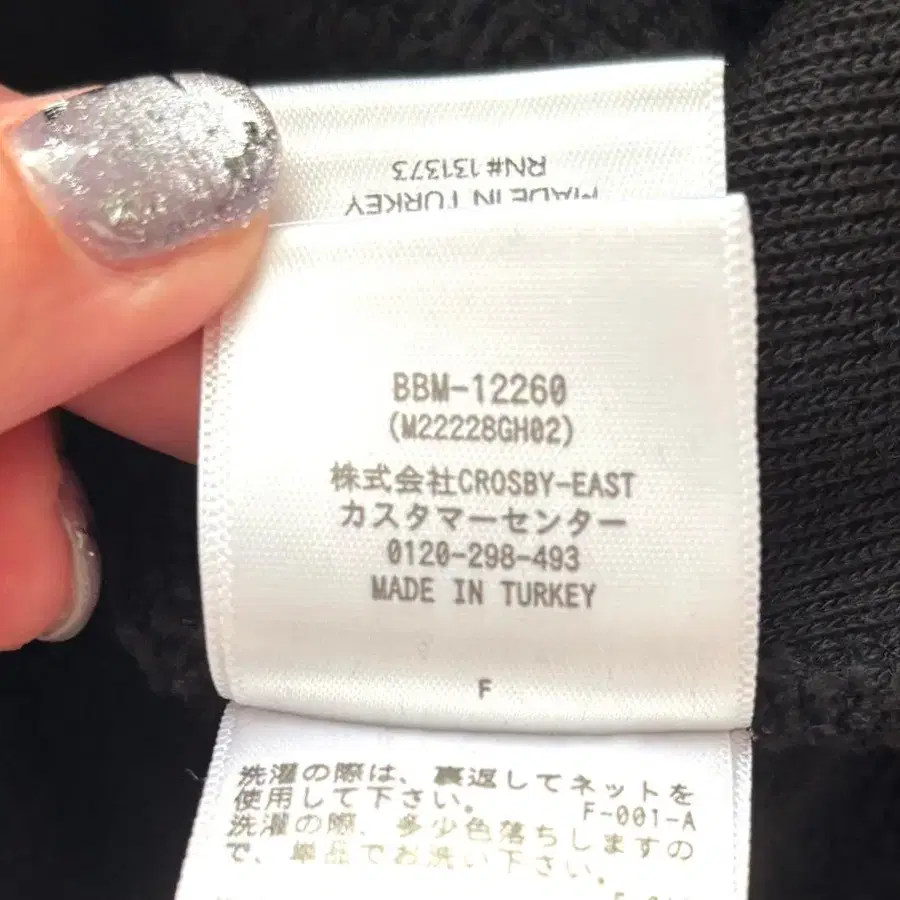 RN# 131373
MADE IN TURKEY
BBM-12260
(M22228GH02)
株式会社CROSBY-EAST
カスタマーセンター
0120-298-493
MADE IN TURKEY
F
洗濯の際は、裏返してネットを
使用して下さい。
F-001-A
洗濯の際、多少色落ちしますの
で、単品でお洗い下さい。